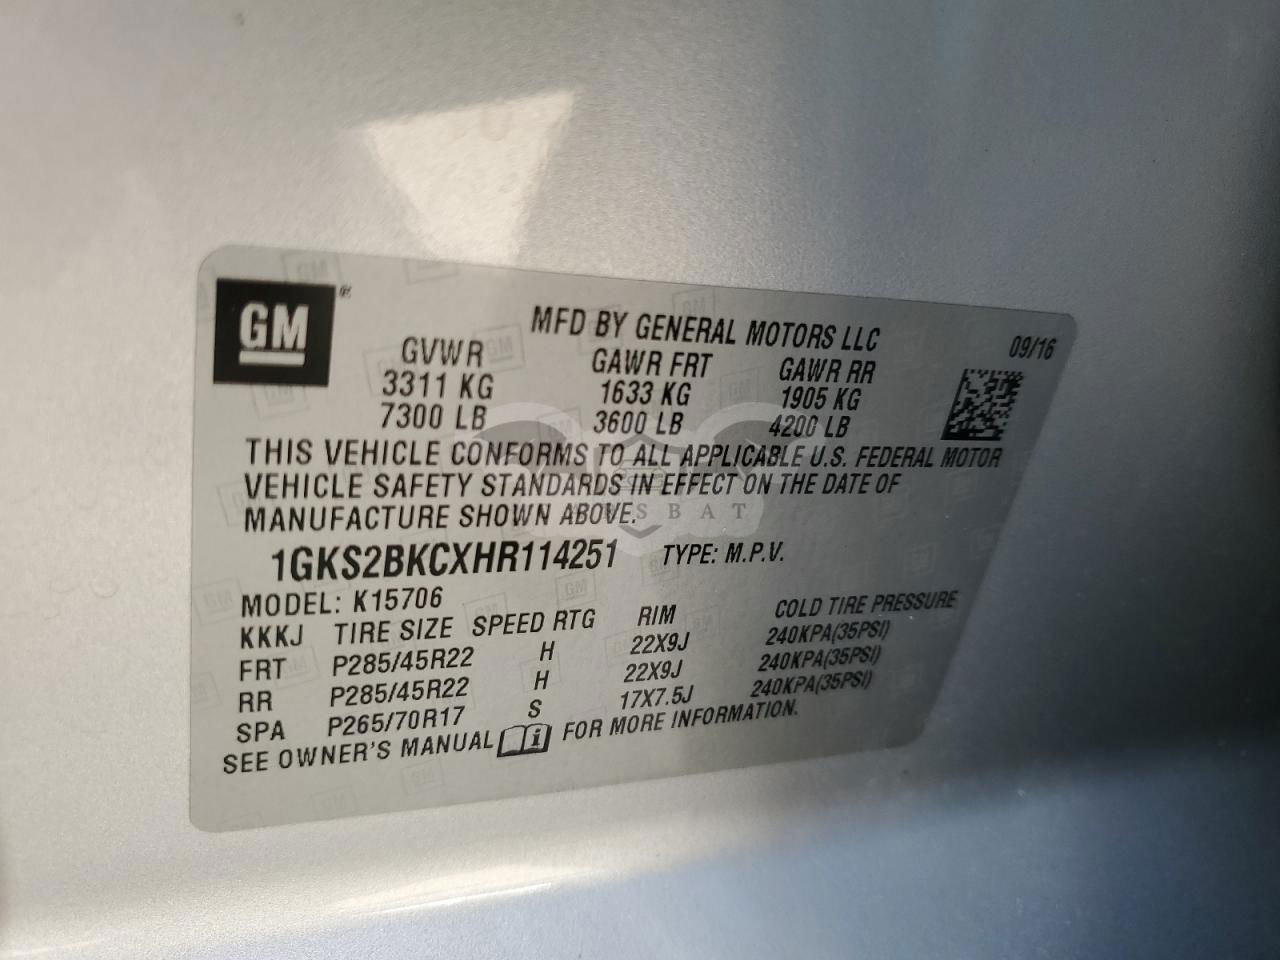 GM®
MFD BY GENERAL MOTORS LLC 09/16
GVWR GAWR FRT GAWR RR
3311 KG 1633 KG 1905 KG
7300 LB 3600 LB 4200 LB
THIS VEHICLE CONFORMS TO ALL APPLICABLE U.S. FEDERAL MOTOR
VEHICLE SAFETY STANDARDS IN EFFECT ON THE DATE OF
MANUFACTURE SHOWN ABOVE.
1GKS2BKCXHR114251 TYPE: M.P.V.
MODEL: K15706
KKKJ TIRE SIZE SPEED RTG RIM COLD TIRE PRESSURE
FRT P285/45R22 H 22X9J 240KPA(35PSI)
RR P285/45R22 H 22X9J 240KPA(35PSI)
SPA P265/70R17 S 17X7.5J 240KPA(35PSI)
SEE OWNER'S MANUAL FOR MORE INFORMATION.